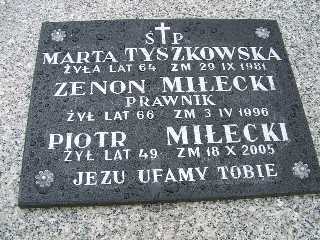 Ś P
MARTA TYSZKOWSKA
ŻYŁA LAT 64 ZM 29 IX 1981
ZENON MIŁECKI
PRAWNIK
ŻYŁ LAT 66 ZM 3 IV 1996
PIOTR MIŁECKI
ŻYŁ LAT 49 ZM 18 X 2005
JEZU UFAMY TOBIE